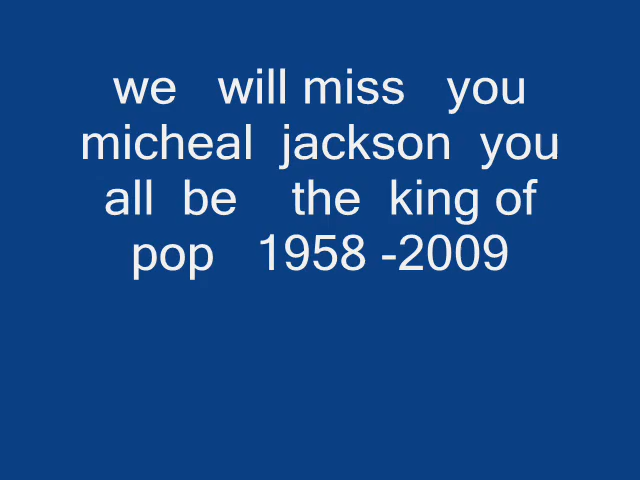 we will miss you
micheal jackson you
all be the king of
pop 1958 -2009